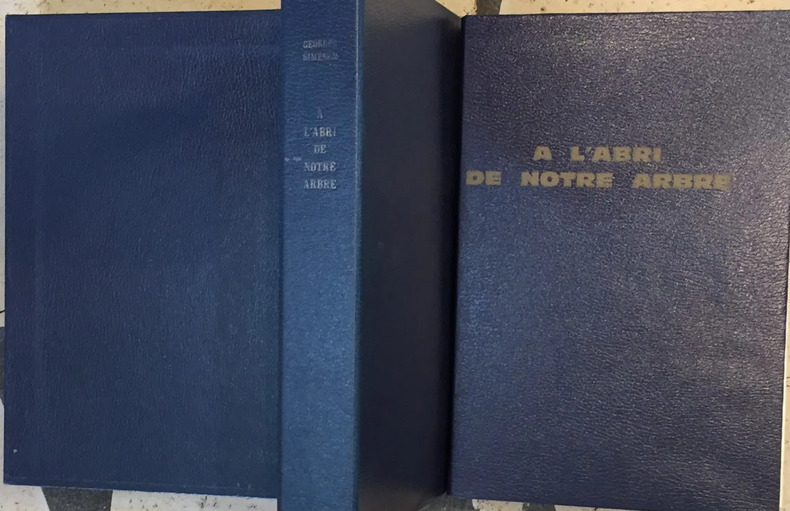 GEORGES
SIMENON
À
L'ABRI
DE
NOTRE
ARBRE
A L'ABRI
DE NOTRE ARBRE